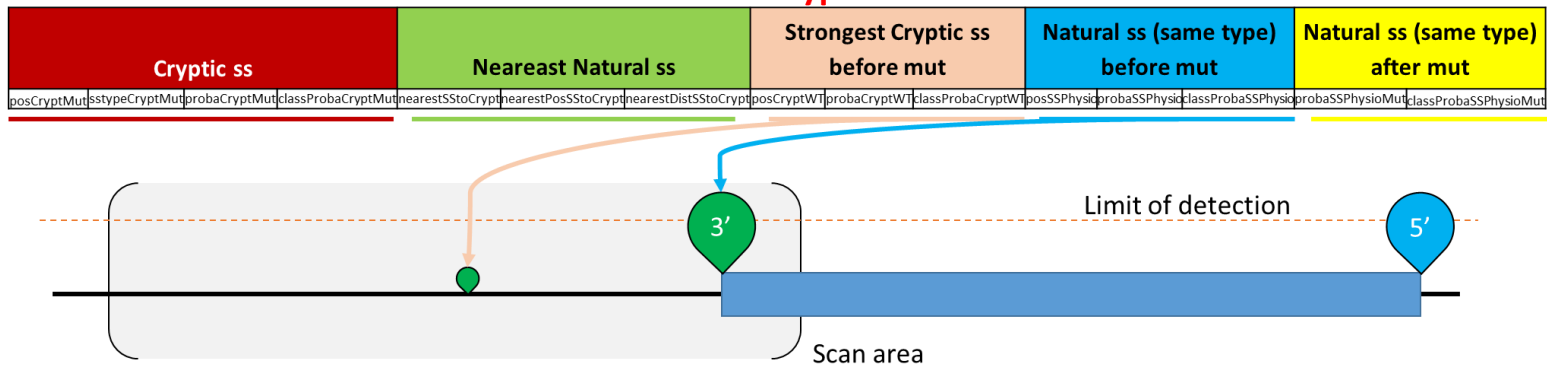 Cryptic ss
Neareast Natural ss
Strongest Cryptic ss
before mut
Natural ss (same type)
before mut
Natural ss (same type)
after mut
posCryptMut sstypeCryptMut probaCryptMut classProbaCryptMut nearestSStoCrypt nearestPosSStoCrypt nearestDistSStoCrypt posCryptWT probaCryptWT classProbaCryptWT posSSPhysio probaSSPhysio classProbaSSPhysio probaSSPhysioMut classProbaSSPhysioMut
Limit of detection
3’
5’
Scan area